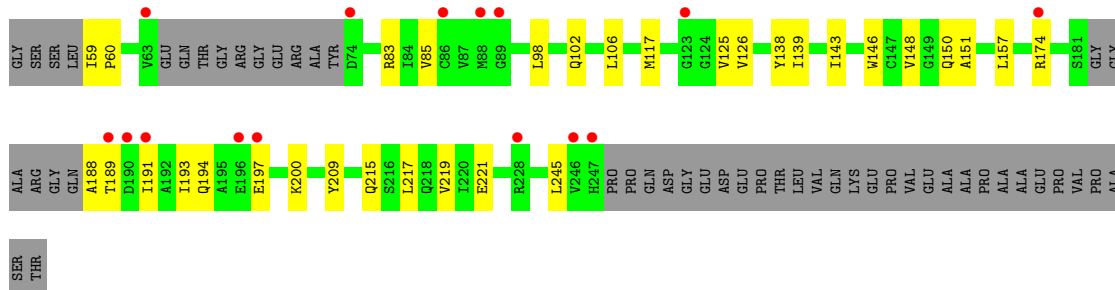 GLY SER SER LEU I59 P60 V63 GLU GLN THR GLY ARG GLY GLU ARG ALA TYR D74 R83 I84 V85 C86 V87 M88 G89 L98 Q102 L106 M117 G123 G124 V125 V126 Y138 I139 I143 W146 C147 V148 G149 Q150 A151 L157 R174 S181 GLY
ALA ARG GLY GLN A188 T189 D190 I191 A192 I193 Q194 A195 E196 E197 K200 Y209 Q215 S216 L217 Q218 V219 I220 E221 R228 L245 V246 H247 PRO PRO GLN ASP GLY GLU ASP GLU PRO THR LEU VAL GLN LYS GLU PRO VAL GLU ALA ALA PRO ALA ALA GLU PRO VAL PRO ALA
SER THR